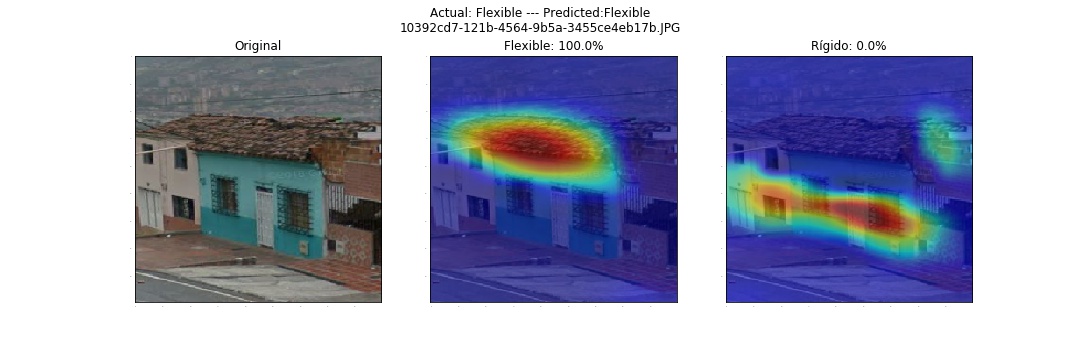 Actual: Flexible --- Predicted:Flexible
10392cd7-121b-4564-9b5a-3455ce4eb17b.JPG
Original
Flexible: 100.0%
Rígido: 0.0%